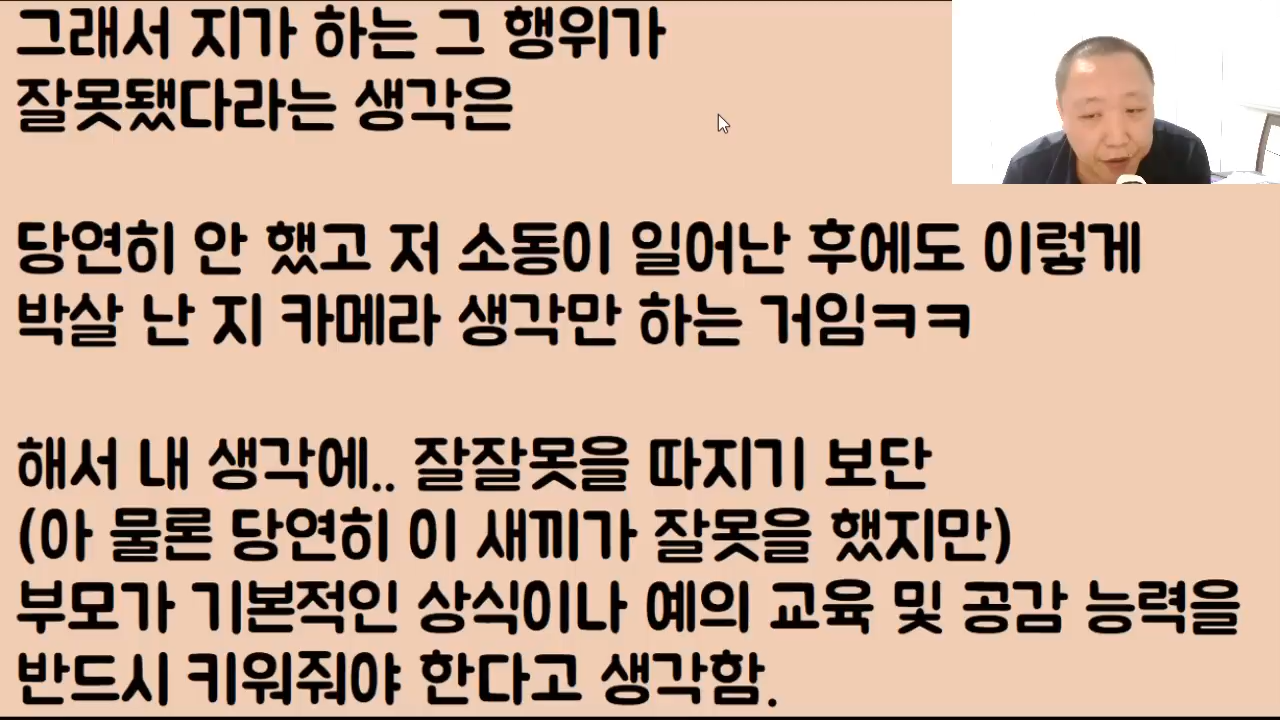 그래서 지가 하는 그 행위가
잘못됐다라는 생각은
당연히 안 했고 저 소동이 일어난 후에도 이렇게
박살 난 지 카메라 생각만 하는 거임ㅋㅋ
해서 내 생각에.. 잘잘못을 따지기 보단
(아 물론 당연히 이 새끼가 잘못을 했지만)
부모가 기본적인 상식이나 예의 교육 및 공감 능력을
반드시 키워줘야 한다고 생각함.